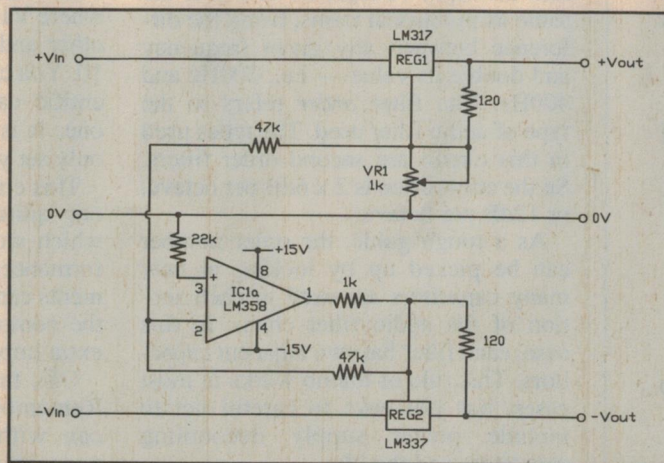 LM317
+Vin
REG1
+Vout
120
47k
VR1
1k
0V
0V
22k
+15V
8
3
IC1a
1
1k
LM358
2
4
-15V
120
47k
-Vin
REG2
-Vout
LM337